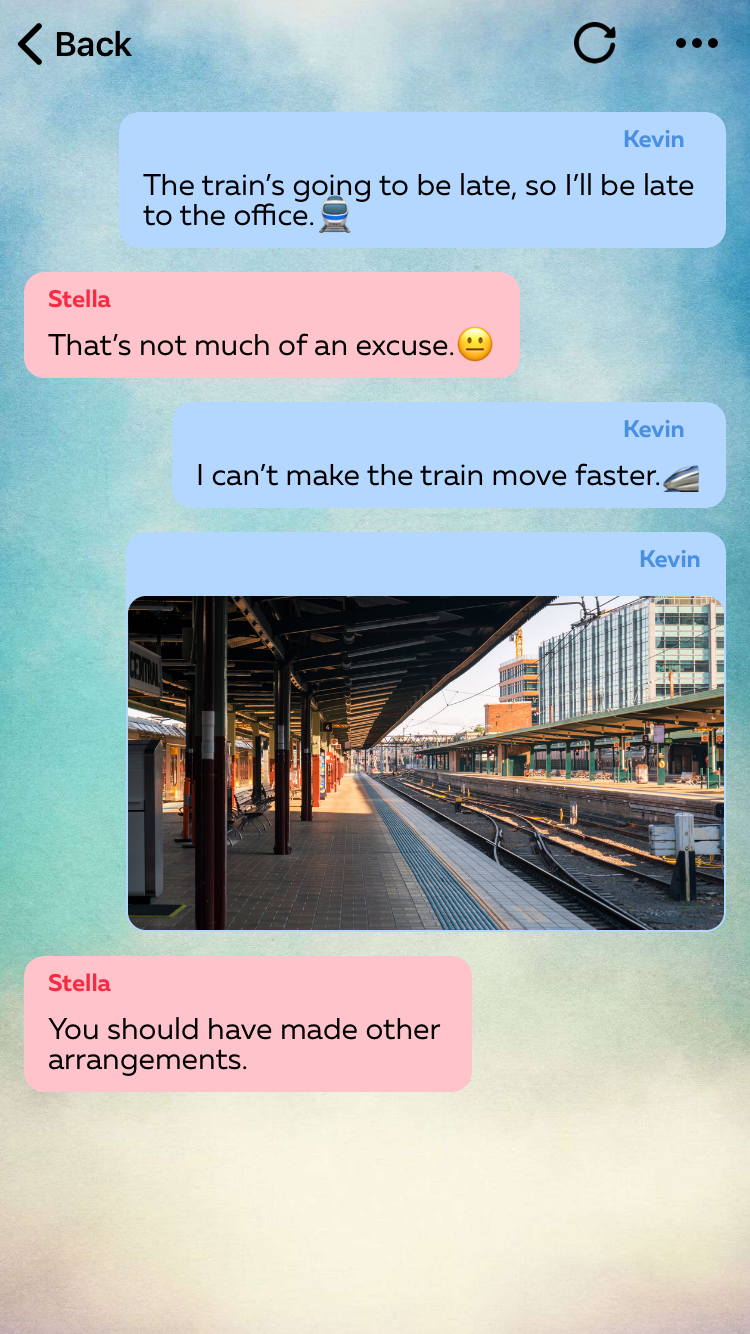 Back
Kevin
The train's going to be late, so I'll be late
to the office.🚆
Stella
That's not much of an excuse.😐
Kevin
I can't make the train move faster.🚄
Kevin
CENTRAL
4
Stella
You should have made other
arrangements.